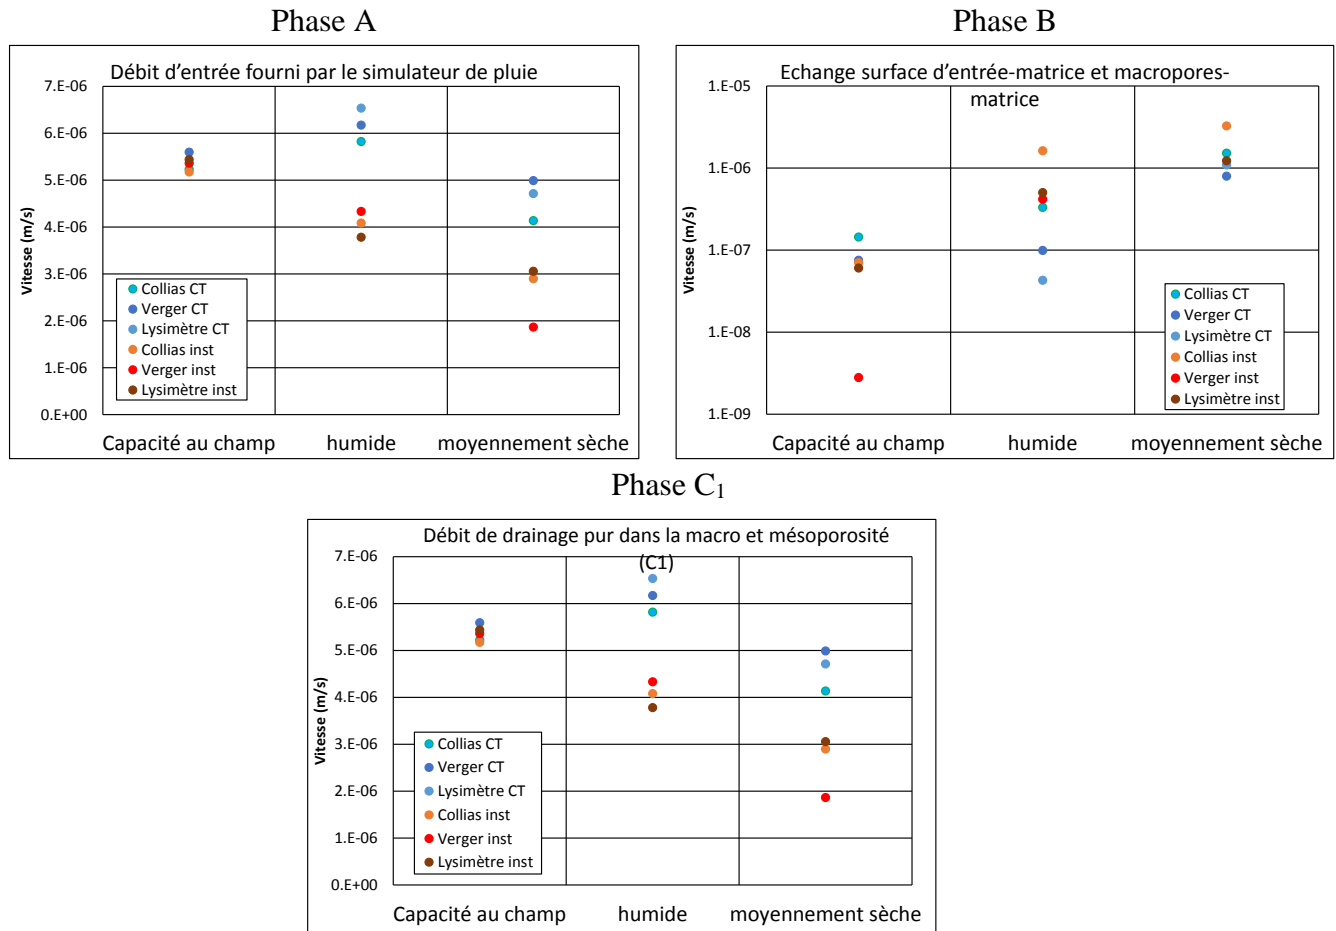 Phase A
Débit d'entrée fourni par le simulateur de pluie
7.E-06
6.E-06
5.E-06
4.E-06
3.E-06
2.E-06
1.E-06
0.E+00
Vitesse (m/s)
Collias CT
Verger CT
Lysimètre CT
Collias inst
Verger inst
Lysimètre inst
Capacité au champ
humide
moyennement sèche
Phase B
Echange surface d'entrée-matrice et macropores-
matrice
1.E-05
1.E-06
1.E-07
1.E-08
1.E-09
Vitesse (m/s)
Collias CT
Verger CT
Lysimètre CT
Collias inst
Verger inst
Lysimètre inst
Capacité au champ
humide
moyennement sèche
Phase C₁
Débit de drainage pur dans la macro et mésoporosité
(C1)
7.E-06
6.E-06
5.E-06
4.E-06
3.E-06
2.E-06
1.E-06
0.E+00
Vitesse (m/s)
Collias CT
Verger CT
Lysimètre CT
Collias inst
Verger inst
Lysimètre inst
Capacité au champ
humide
moyennement sèche